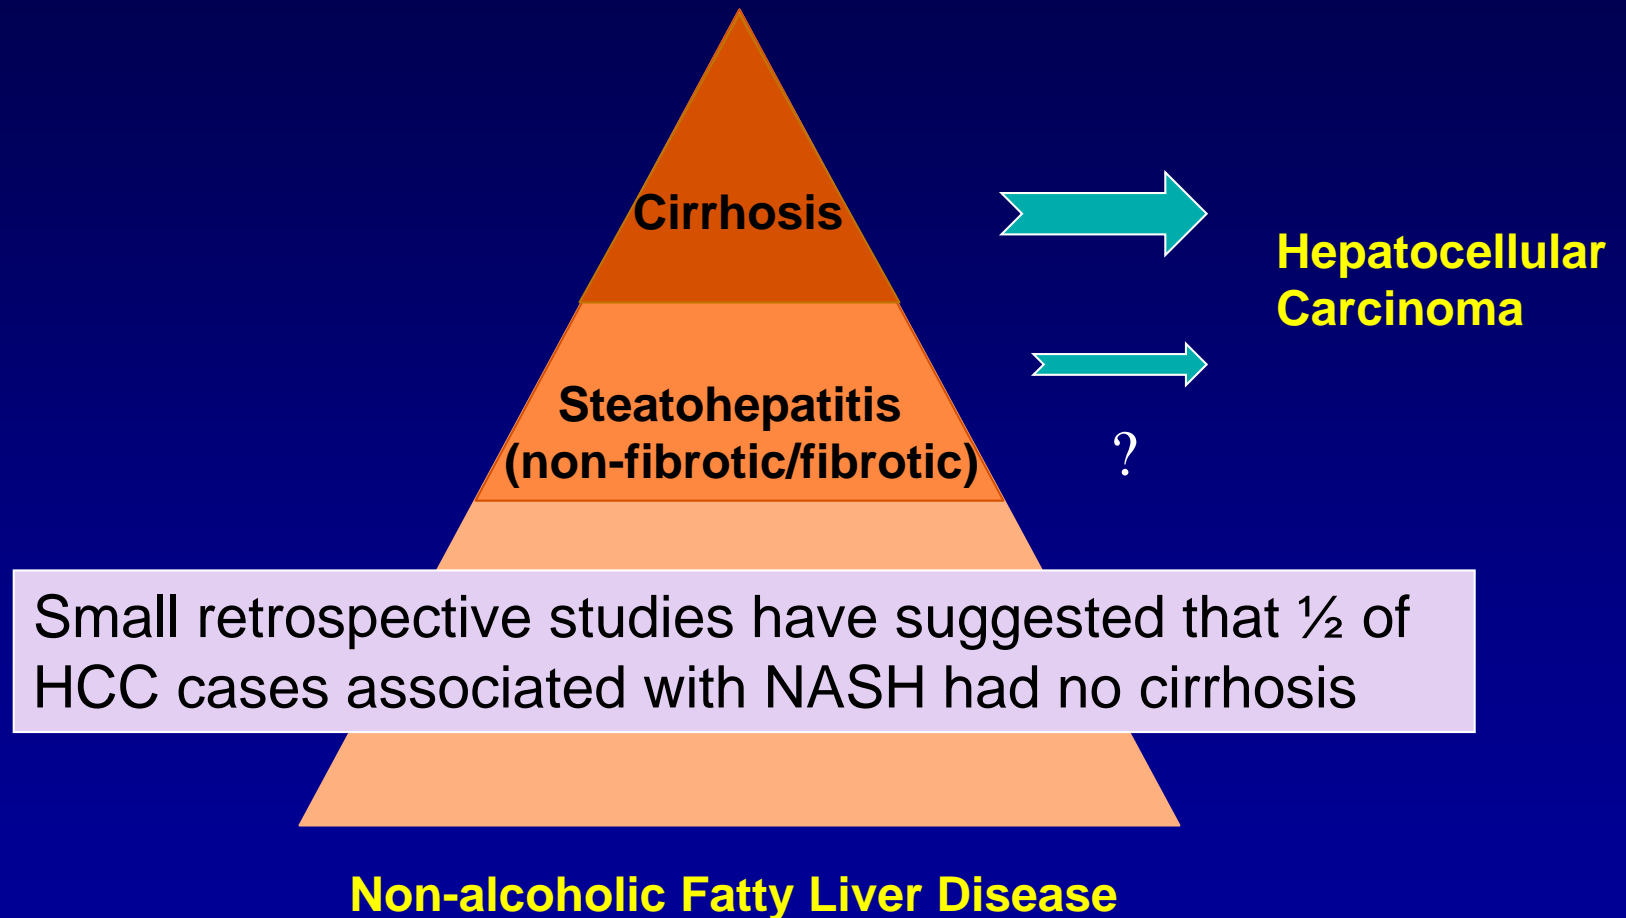 Cirrhosis
Hepatocellular
Carcinoma
Steatohepatitis
(non-fibrotic/fibrotic)
?
Small retrospective studies have suggested that ½ of
HCC cases associated with NASH had no cirrhosis
Non-alcoholic Fatty Liver Disease